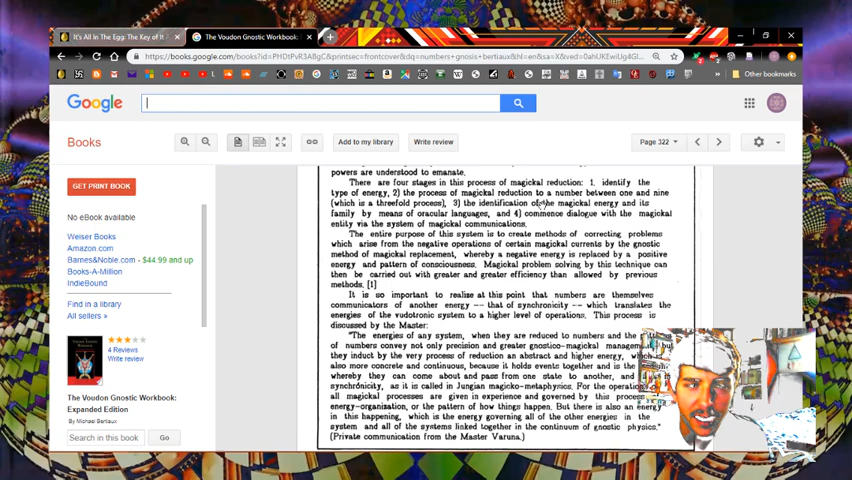 It's All In The Egg: The Key of It
The Voudon Gnostic Workbook:
https://books.google.com/books?id=PHDtPvR3ABgC&printsec=frontcover&dq=numbers+gnosis+bertiaux&hl=en&sa=X&ved=0ahUKEwiUg4Gl...
Other bookmarks
Google
Books
Add to my library
Write review
Page 322
GET PRINT BOOK
No eBook available
Weiser Books
Amazon.com
Barnes&Noble.com - $44.99 and up
Books-A-Million
IndieBound
Find in a library
All sellers »
4 Reviews
Write review
The Voudon Gnostic Workbook:
Expanded Edition
By Michael Bertiaux
Search in this book
Go
powers are understood to emanate.
There are four stages in this process of magickal reduction: 1. identify the
type of energy, 2) the process of magickal reduction to a number between one and nine
(which is a threefold process), 3) the identification of the magickal energy and its
family by means of oracular languages, and 4) commence dialogue with the magickal
entity via the system of magickal communications.
The entire purpose of this system is to create methods of correcting problems
which arise from the negative operations of certain magickal currents by the gnostic
method of magickal replacement, whereby a negative energy is replaced by a positive
energy and pattern of consciousness. Magickal problem solving by this technique can
then be carried out with greater and greater efficiency than allowed by previous
methods. [1]
It is so important to realize at this point that numbers are themselves
communicators of another energy -- that of synchronicity -- which translates the
energies of the vudotronic system to a higher level of operations. This process is
discussed by the Master:
"The energies of any system, when they are reduced to numbers and the
of numbers convey not only precision and greater gnostico-magickal but
they induct by the very process of reduction an abstract and higher energy, which is
also more concrete and continuous, because it holds events together and is the
whereby they can come about and pass from one state to another, and
synchrónicity, as it is called in Jungian magicko-metaphysics. For the operations
all magickal processes are given in experience and governed by this process
energy-organization, or the pattern of how things happen. But there is also an energy
in this happening, which is the energy governing all of the other energies in the
system and all of the systems linked together in the continuum of gnostic physics."
(Private communication from the Master Varuna.)